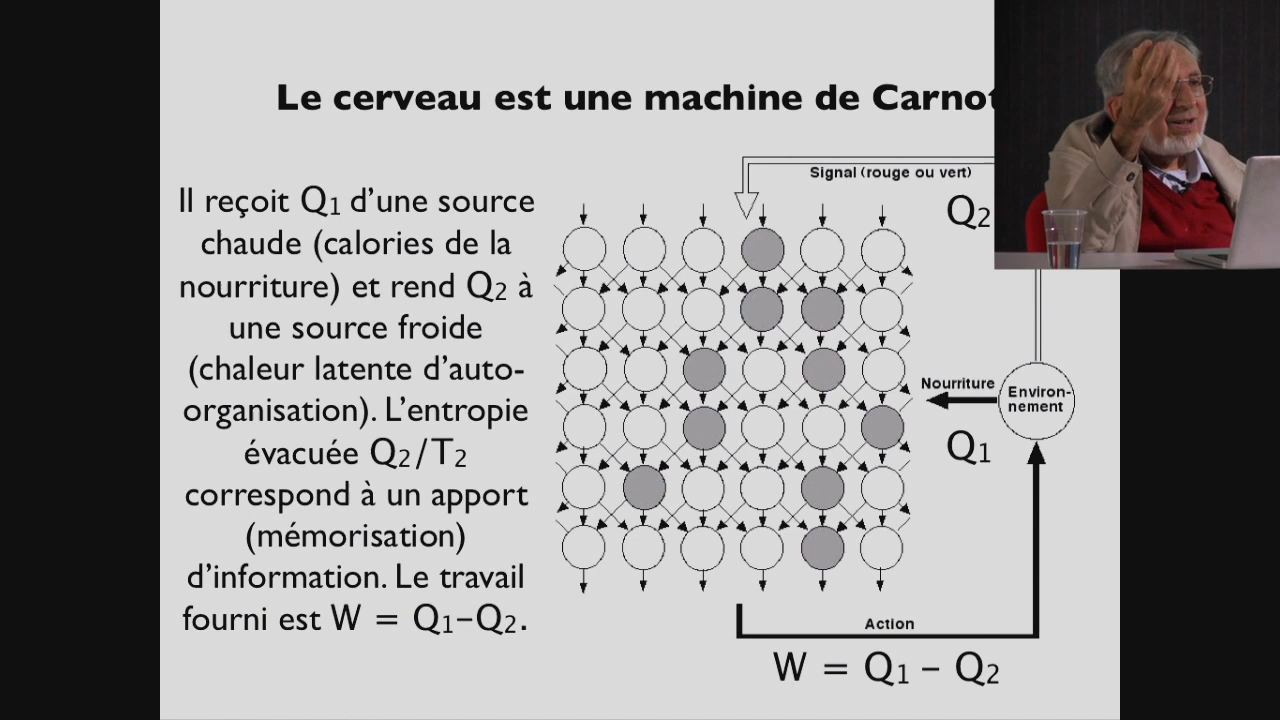 Le cerveau est une machine de Carnot
Il reçoit Q1 d'une source
chaude (calories de la
nourriture) et rend Q2 à
une source froide
(chaleur latente d'auto-
organisation). L'entropie
évacuée Q2/T2
correspond à un apport
(mémorisation)
d'information. Le travail
fourni est W = Q1–Q2.
Signal (rouge ou vert)
Q2
Nourriture
Environ-
nement
Q1
Action
W = Q1 – Q2